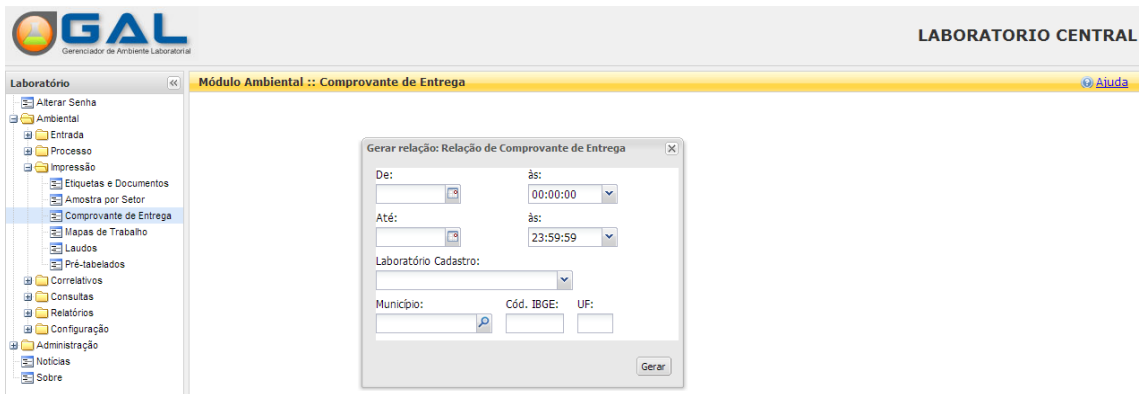 GAL
Gerenciador de Ambiente Laboratorial
LABORATORIO CENTRAL
Laboratório
Módulo Ambiental :: Comprovante de Entrega
Ajuda
Alterar Senha
Ambiental
Entrada
Processo
Impressão
Etiquetas e Documentos
Amostra por Setor
Comprovante de Entrega
Mapas de Trabalho
Laudos
Pré-tabelados
Correlativos
Consultas
Relatórios
Configuração
Administração
Notícias
Sobre
Gerar relação: Relação de Comprovante de Entrega
De: às:
00:00:00
Até: às:
23:59:59
Laboratório Cadastro:
Município: Cód. IBGE: UF:
Gerar